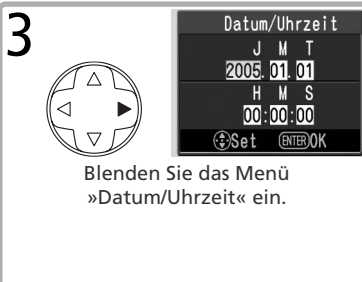 3
Datum/Uhrzeit
J M T
2005. 01. 01
H M S
00:00:00
Set ENTER OK
Blenden Sie das Menü
»Datum/Uhrzeit« ein.